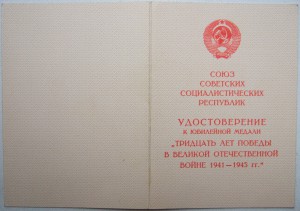 СОЮЗ
СОВЕТСКИХ
СОЦИАЛИСТИЧЕСКИХ
РЕСПУБЛИК
УДОСТОВЕРЕНИЕ
К ЮБИЛЕЙНОЙ МЕДАЛИ
„ТРИДЦАТЬ ЛЕТ ПОБЕДЫ
В ВЕЛИКОЙ ОТЕЧЕСТВЕННОЙ
ВОЙНЕ 1941—1945 гг.“